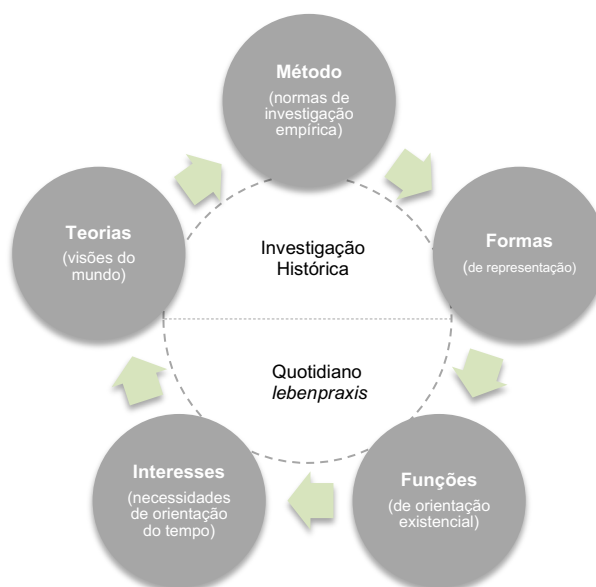 Método
(normas de
investigação
empírica)
Teorias
(visões do
mundo)
Investigação
Histórica
Formas
(de representação)
Quotidiano
lebenpraxis
Interesses
(necessidades
de orientação
do tempo)
Funções
(de orientação
existencial)